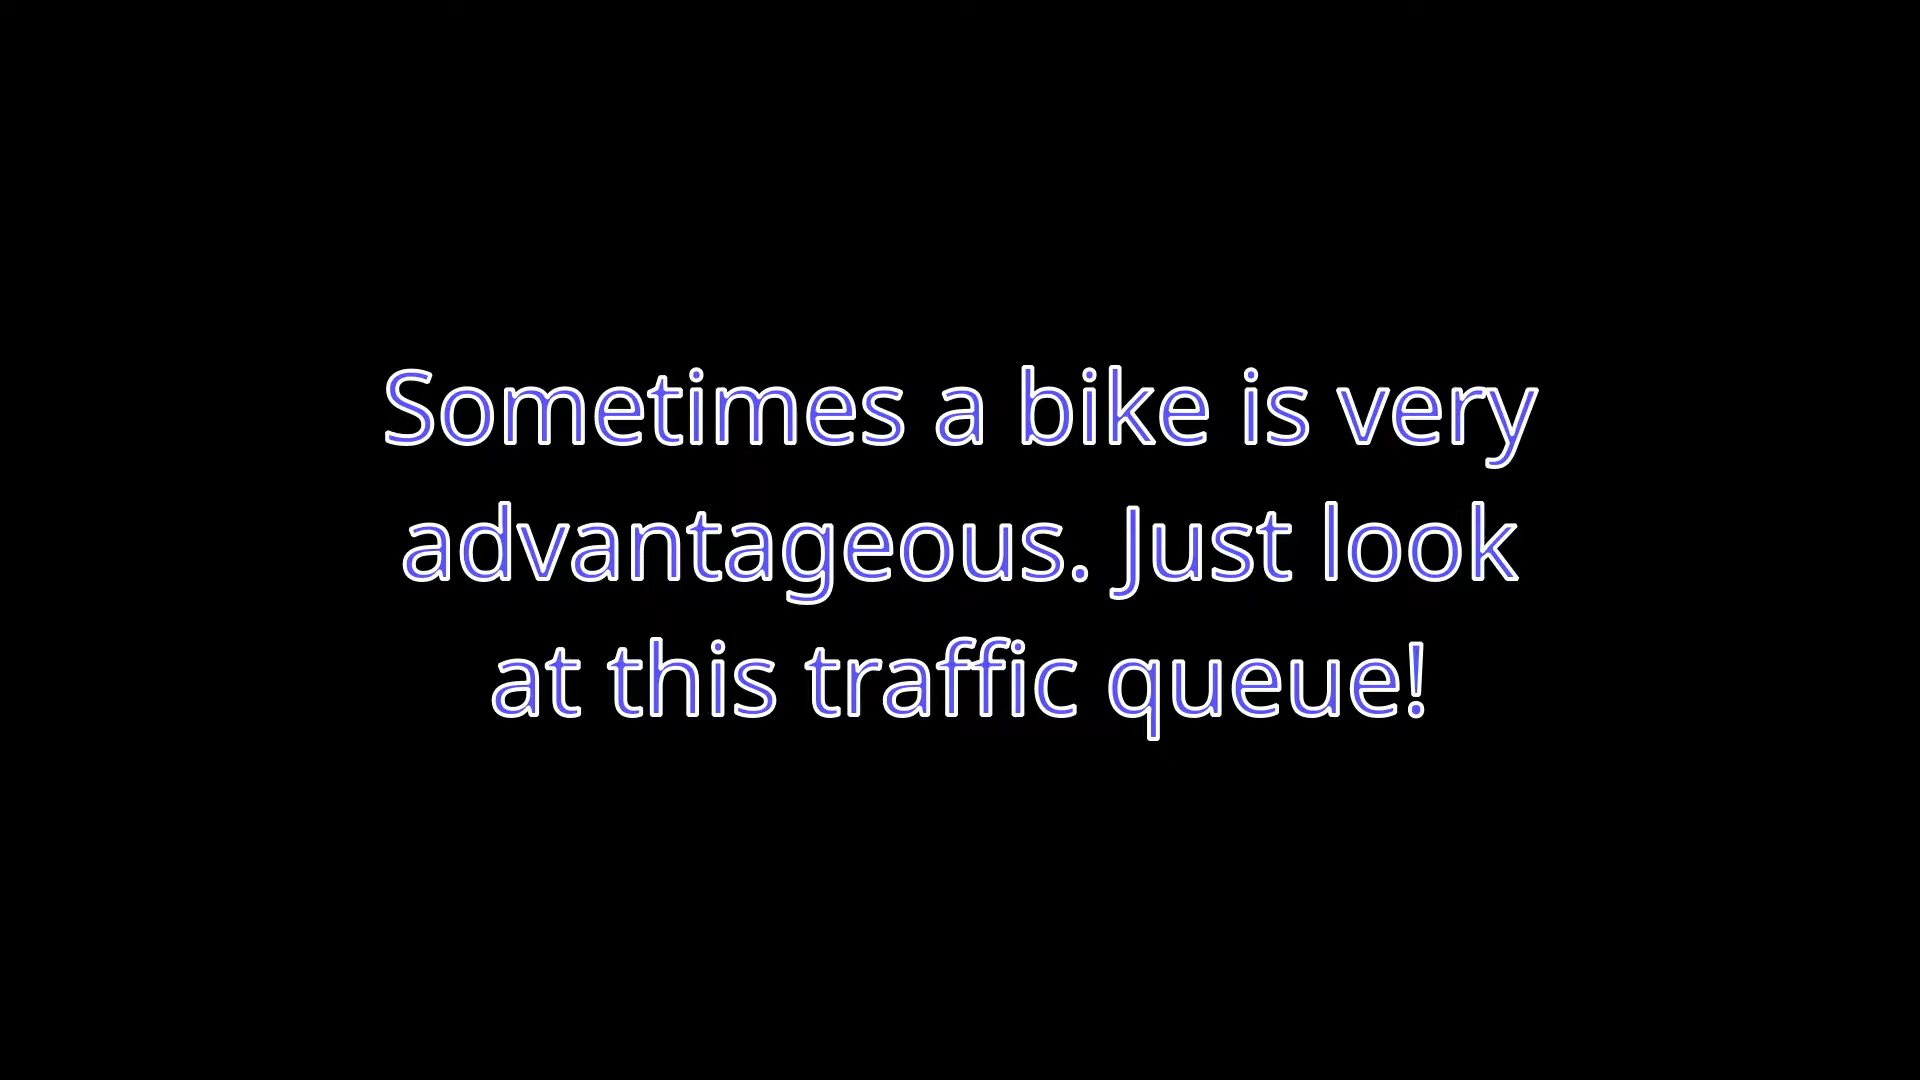 Sometimes a bike is very
advantageous. Just look
at this traffic queue!